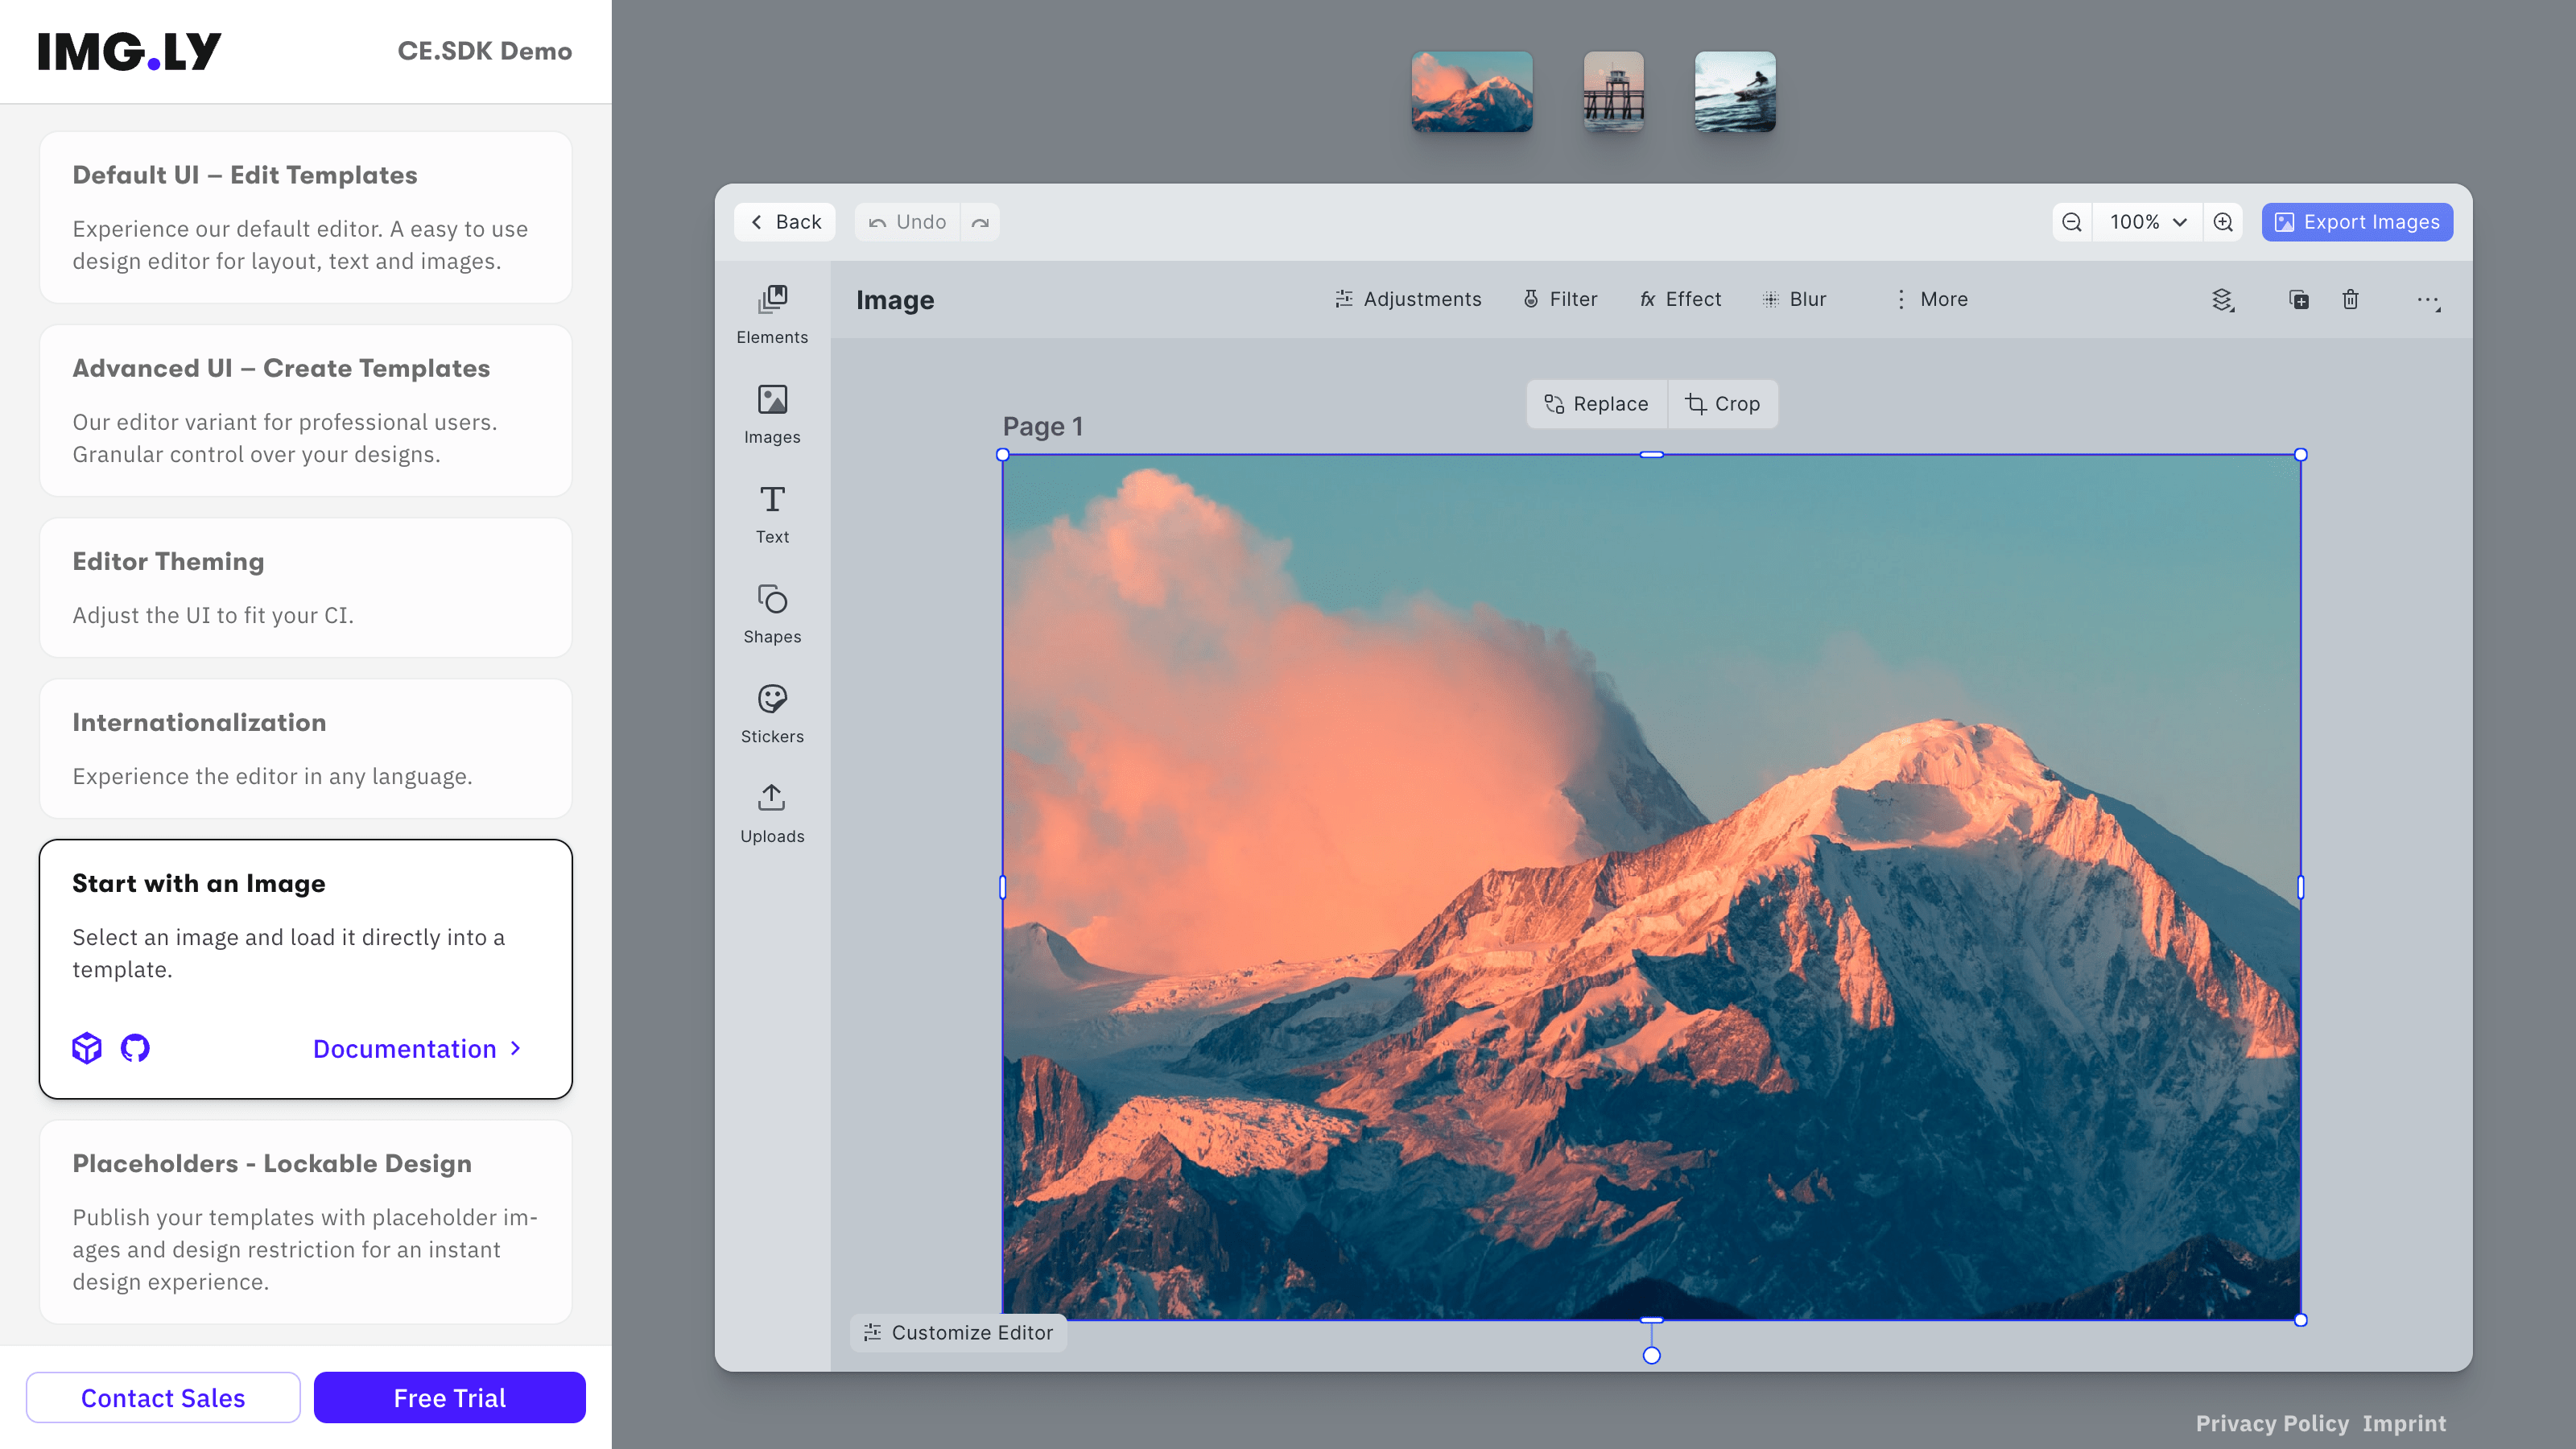 IMG.LY
CE.SDK Demo
Default UI – Edit Templates
Experience our default editor. A easy to use
design editor for layout, text and images.
Advanced UI – Create Templates
Our editor variant for professional users.
Granular control over your designs.
Editor Theming
Adjust the UI to fit your CI.
Internationalization
Experience the editor in any language.
Start with an Image
Select an image and load it directly into a
template.
Documentation
Placeholders - Lockable Design
Publish your templates with placeholder im-
ages and design restriction for an instant
design experience.
Contact Sales
Free Trial
Back
Undo
100%
Export Images
Elements
Images
Text
Shapes
Stickers
Uploads
Image
Adjustments
Filter
fx Effect
Blur
More
Replace
Crop
Page 1
Customize Editor
Privacy Policy
Imprint